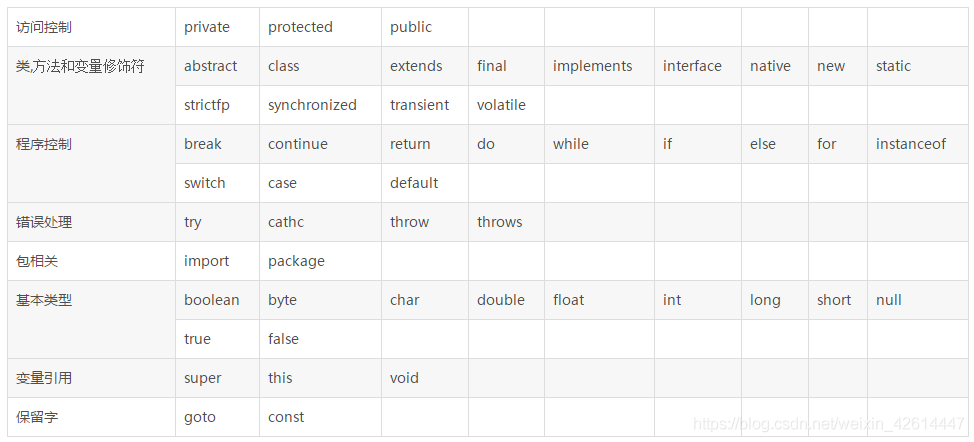 访问控制 private protected public
类,方法和变量修饰符 abstract class extends final implements interface native new static
strictfp synchronized transient volatile
程序控制 break continue return do while if else for instanceof
switch case default
错误处理 try cathc throw throws
包相关 import package
基本类型 boolean byte char double float int long short null
true false
变量引用 super this void
保留字 goto const
https://blog.csdn.net/weixin_42614447